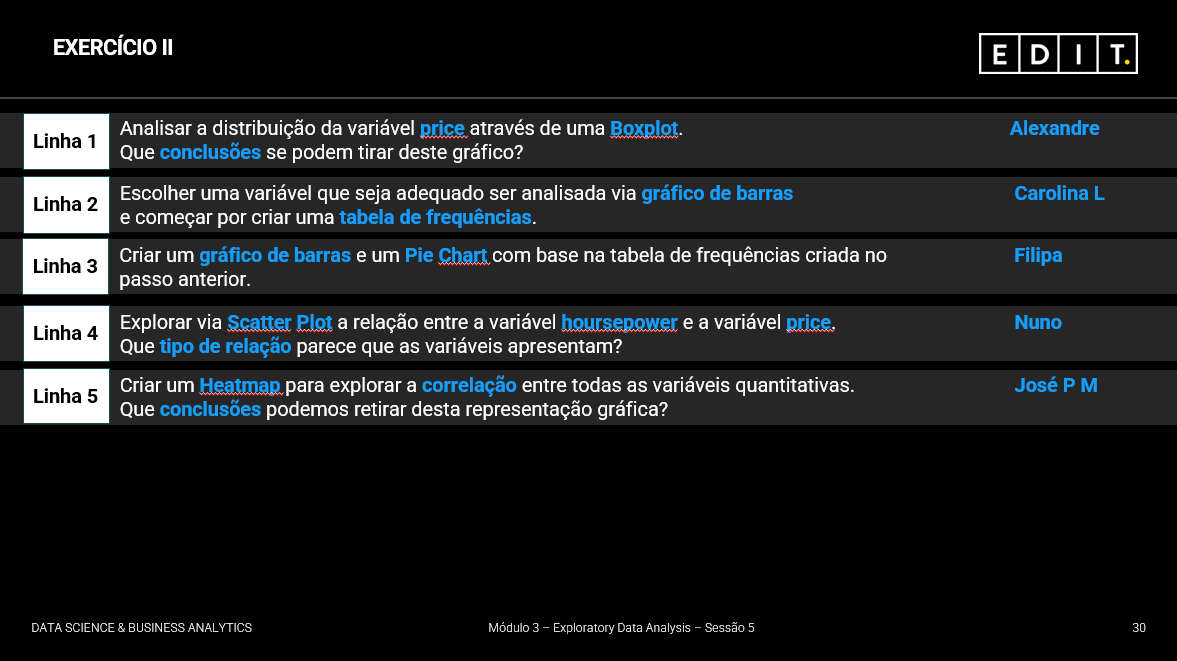 EXERCÍCIO II
EDIT.
Linha 1
Analisar a distribuição da variável price através de uma Boxplot.
Que conclusões se podem tirar deste gráfico?
Alexandre
Linha 2
Escolher uma variável que seja adequado ser analisada via gráfico de barras
e começar por criar uma tabela de frequências.
Carolina L
Linha 3
Criar um gráfico de barras e um Pie Chart com base na tabela de frequências criada no
passo anterior.
Filipa
Linha 4
Explorar via Scatter Plot a relação entre a variável hoursepower e a variável price.
Que tipo de relação parece que as variáveis apresentam?
Nuno
Linha 5
Criar um Heatmap para explorar a correlação entre todas as variáveis quantitativas.
Que conclusões podemos retirar desta representação gráfica?
José P M
DATA SCIENCE & BUSINESS ANALYTICS
Módulo 3 – Exploratory Data Analysis – Sessão 5
30